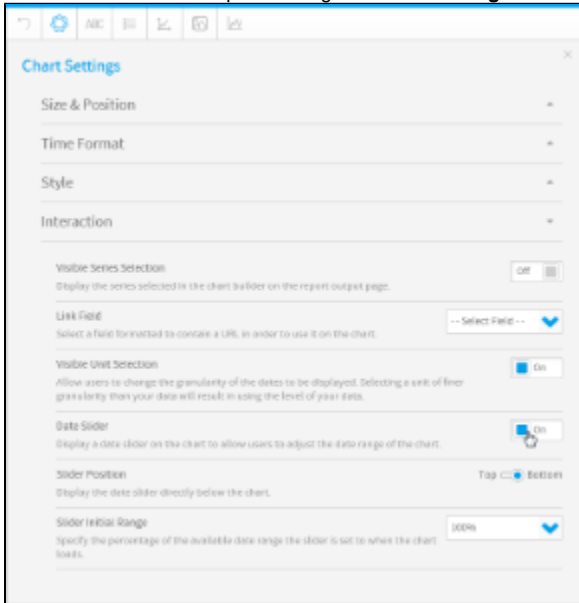 ABC
Chart Settings
Size & Position
Time Format
Style
Interaction
Visible Series Selection
Off
Display the series selected in the chart builder on the report output page.
Link Field
-- Select Field --
Select a field formatted to contain a URL in order to use it on the chart.
Visible Unit Selection
On
Allow users to change the granularity of the dates to be displayed. Selecting a unit of finer
granularity than your data will result in using the level of your data.
Date Slider
On
Display a date slider on the chart to allow users to adjust the date range of the chart.
Slider Position
Top Bottom
Display the date slider directly below the chart.
Slider Initial Range
100%
Specify the percentage of the available date range the slider is set to when the chart
loads.